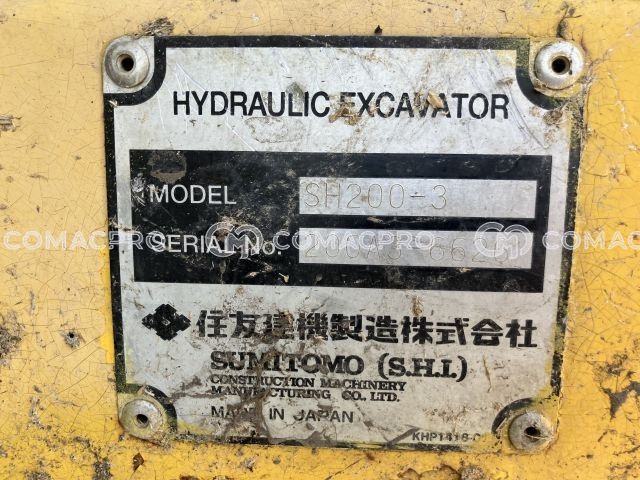 HYDRAULIC EXCAVATOR
MODEL SH200-3
SERIAL No.
COMACPRO COMACPRO COMACPRO
住友建機製造株式会社
SUMITOMO (S.H.I.)
CONSTRUCTION MACHINERY
MANUFACTURING CO., LTD.
MADE IN JAPAN